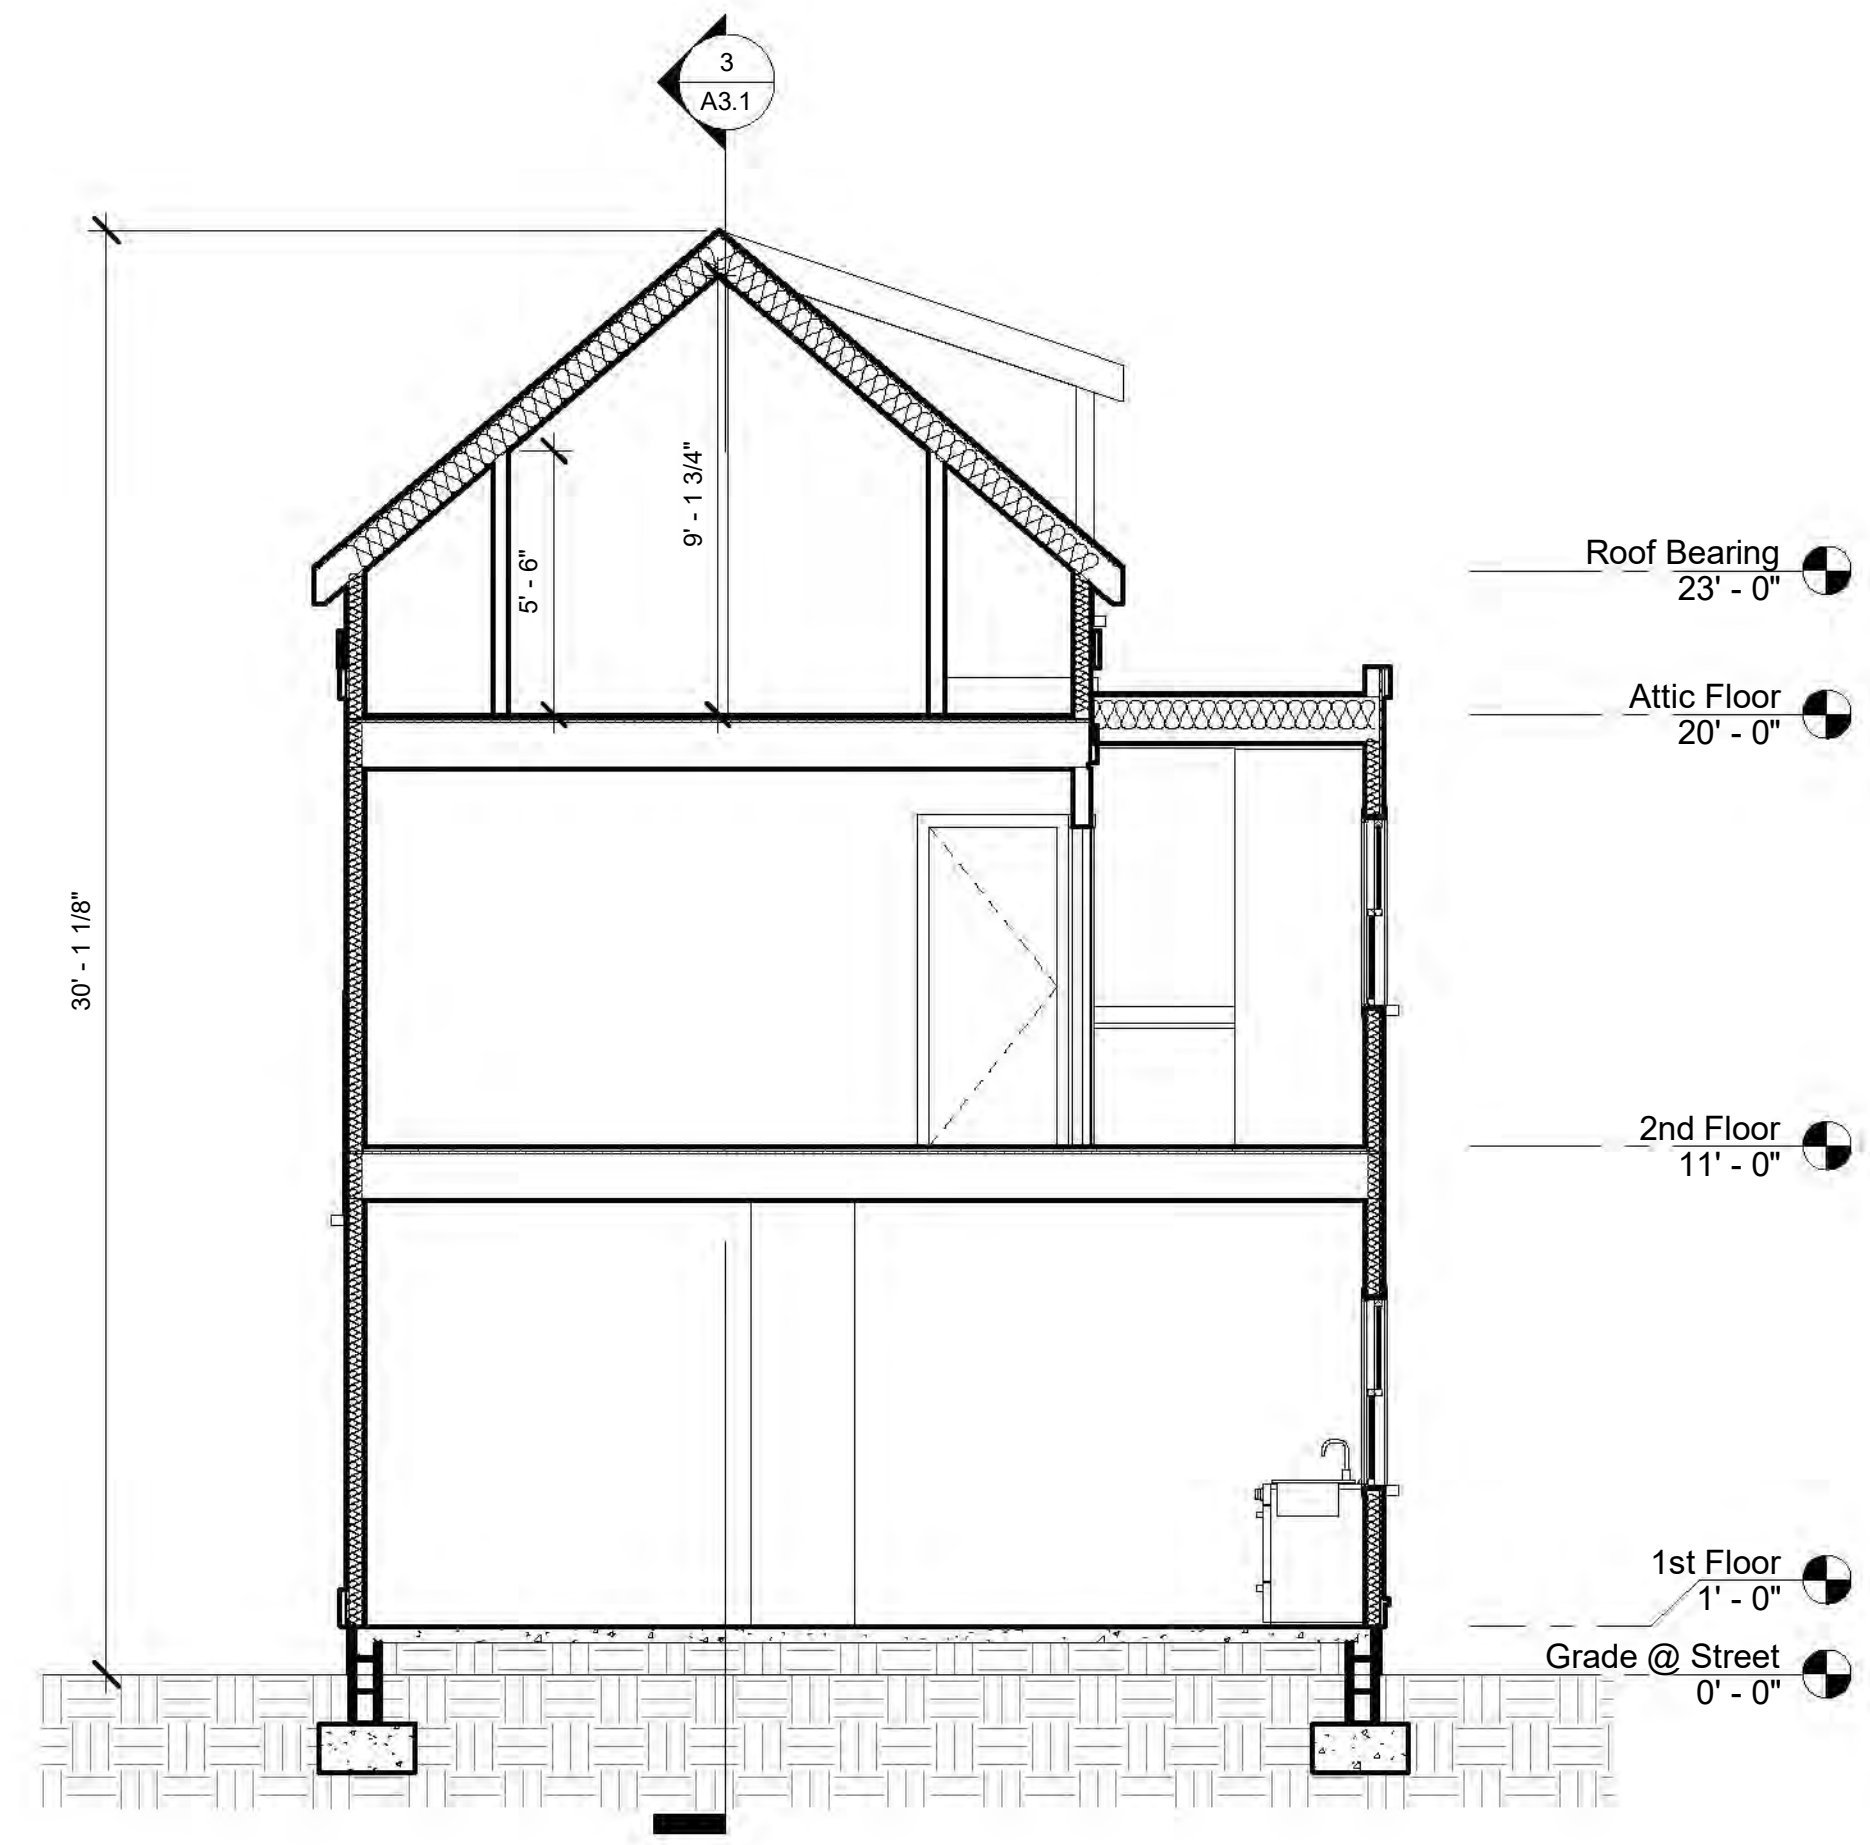 3
A3.1
9' - 1 3/4"
5' - 6"
30' - 1 1/8"
Roof Bearing
23' - 0"
Attic Floor
20' - 0"
2nd Floor
11' - 0"
1st Floor
1' - 0"
Grade @ Street
0' - 0"